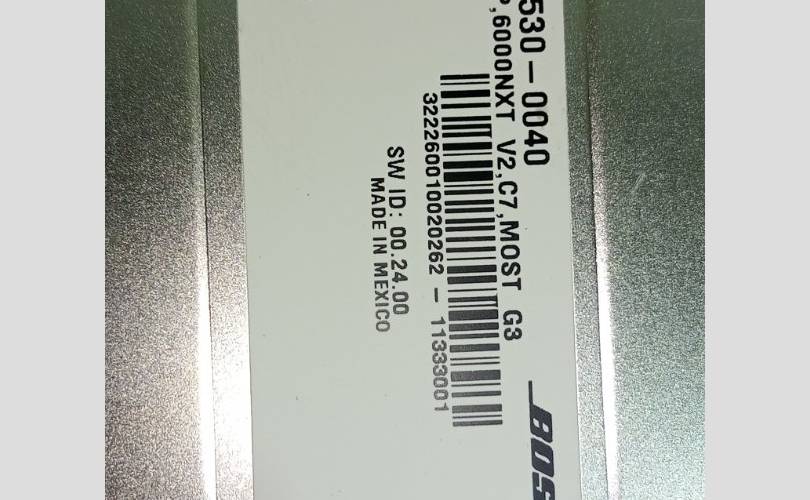 530-0040
,6000NXT V2,C7,MOST G3
322260010020262 - 11333001
SW ID: 00.24.00
MADE IN MEXICO
BOS